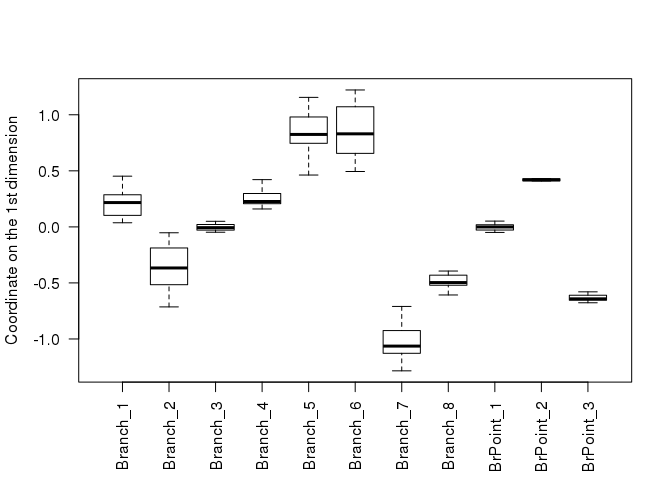 Coordinate on the 1st dimension
1.0
0.5
0.0
-0.5
-1.0
Branch_1
Branch_2
Branch_3
Branch_4
Branch_5
Branch_6
Branch_7
Branch_8
BrPoint_1
BrPoint_2
BrPoint_3